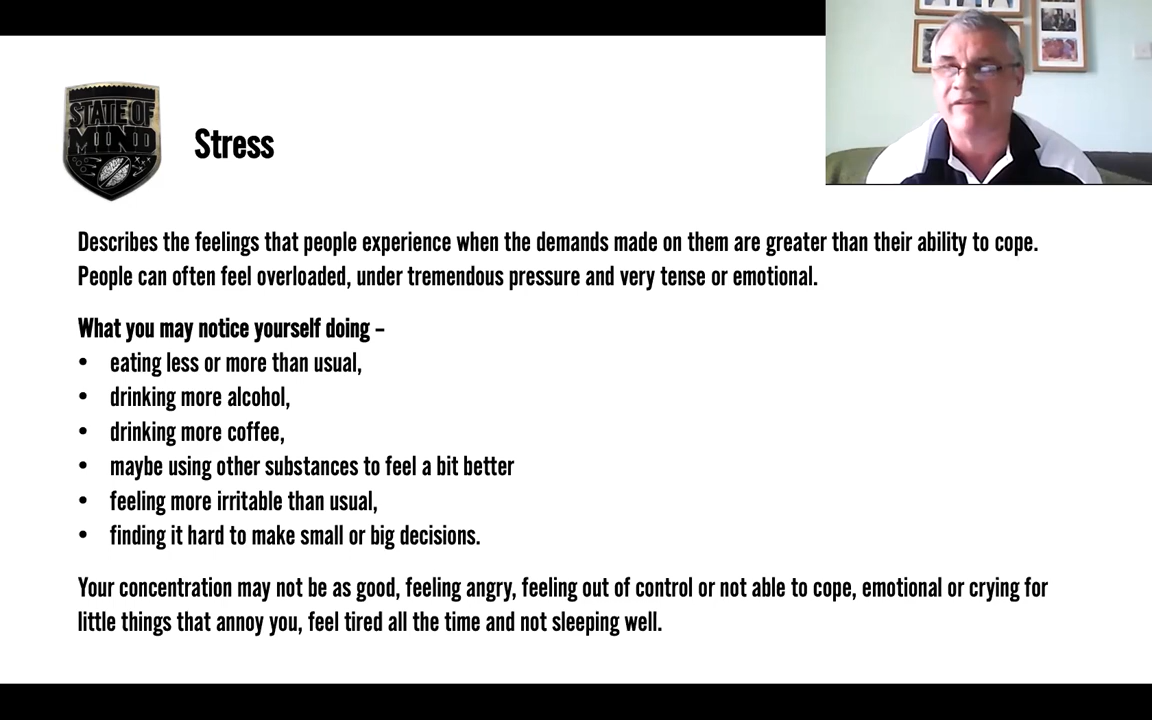 STATE OF
MIND
Stress
Describes the feelings that people experience when the demands made on them are greater than their ability to cope.
People can often feel overloaded, under tremendous pressure and very tense or emotional.
What you may notice yourself doing –
• eating less or more than usual,
• drinking more alcohol,
• drinking more coffee,
• maybe using other substances to feel a bit better
• feeling more irritable than usual,
• finding it hard to make small or big decisions.
Your concentration may not be as good, feeling angry, feeling out of control or not able to cope, emotional or crying for
little things that annoy you, feel tired all the time and not sleeping well.